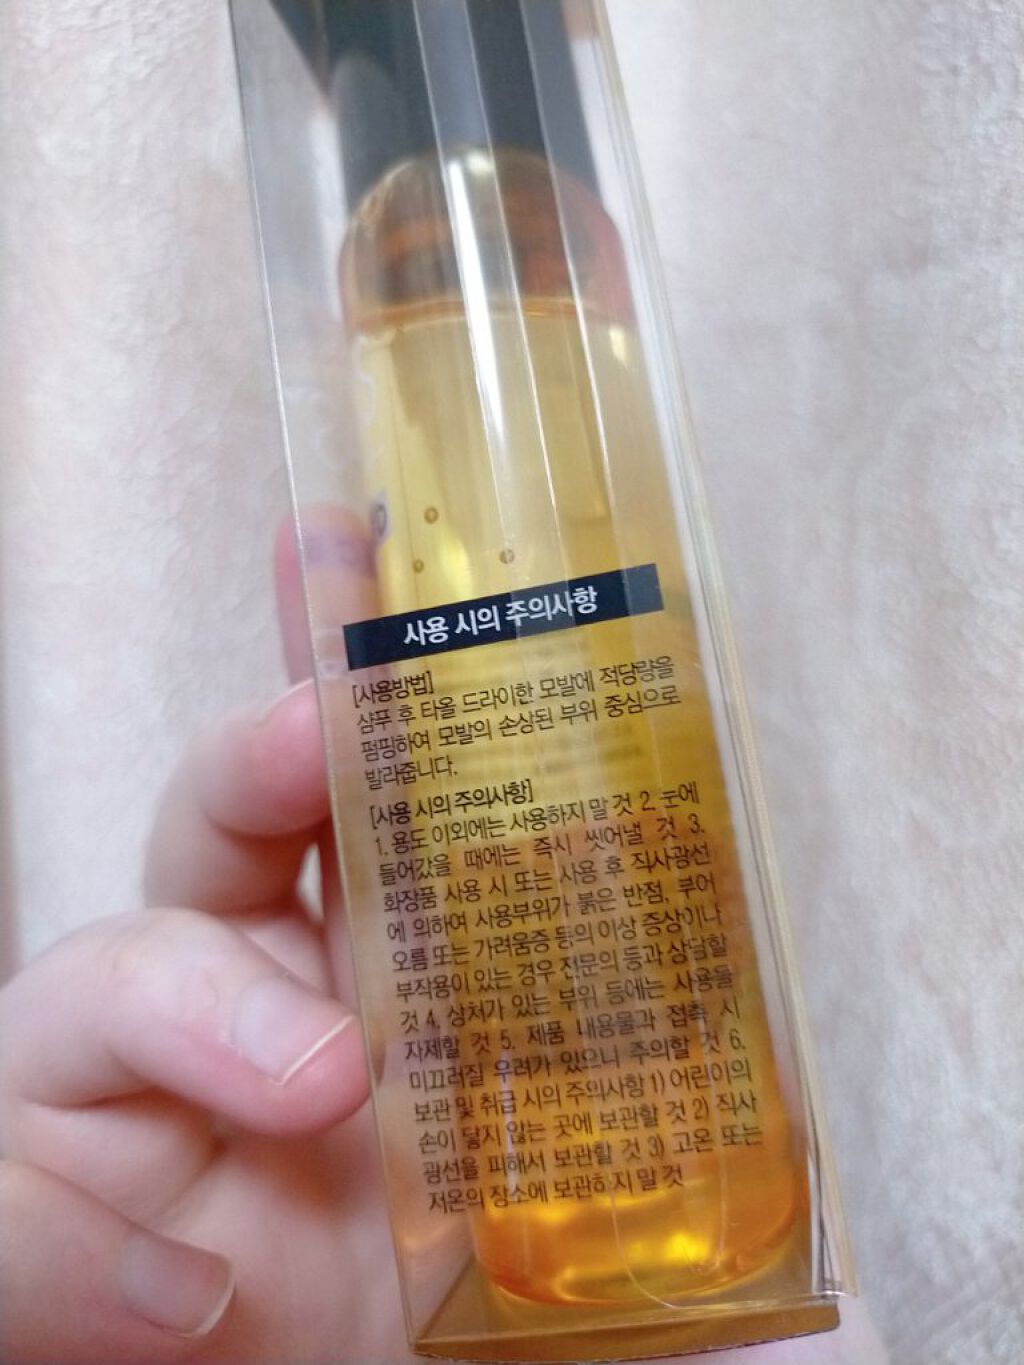 사용 시의 주의사항
[사용방법]
샴푸 후 타올 드라이한 모발에 적당량을
펌핑하여 모발의 손상된 부위 중심으로
발라줍니다.
[사용 시의 주의사항]
1. 용도 이외에는 사용하지 말 것 2. 눈에
들어갔을 때에는 즉시 씻어낼 것 3.
화장품 사용 시 또는 사용 후 직사광선
에 의하여 사용부위가 붉은 반점, 부어
오름 또는 가려움증 등의 이상 증상이나
부작용이 있는 경우 전문의 등과 상담할
것 4. 상처가 있는 부위 등에는 사용을
자제할 것 5. 제품 내용물과 접촉 시
미끄러질 우려가 있으니 주의할 것 6.
보관 및 취급 시의 주의사항 1) 어린이의
손이 닿지 않는 곳에 보관할 것 2) 직사
광선을 피해서 보관할 것 3) 고온 또는
저온의 장소에 보관하지 말 것